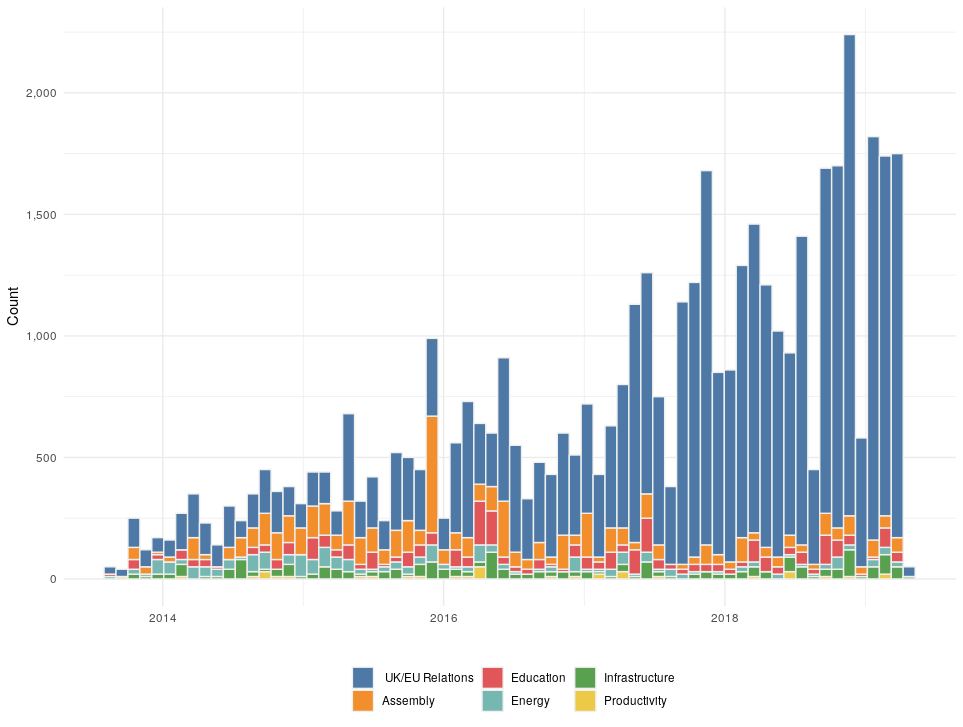 2,000
1,500
1,000
500
0
Count
2014 2016 2018
UK/EU Relations Education Infrastructure
Assembly Energy Productivity